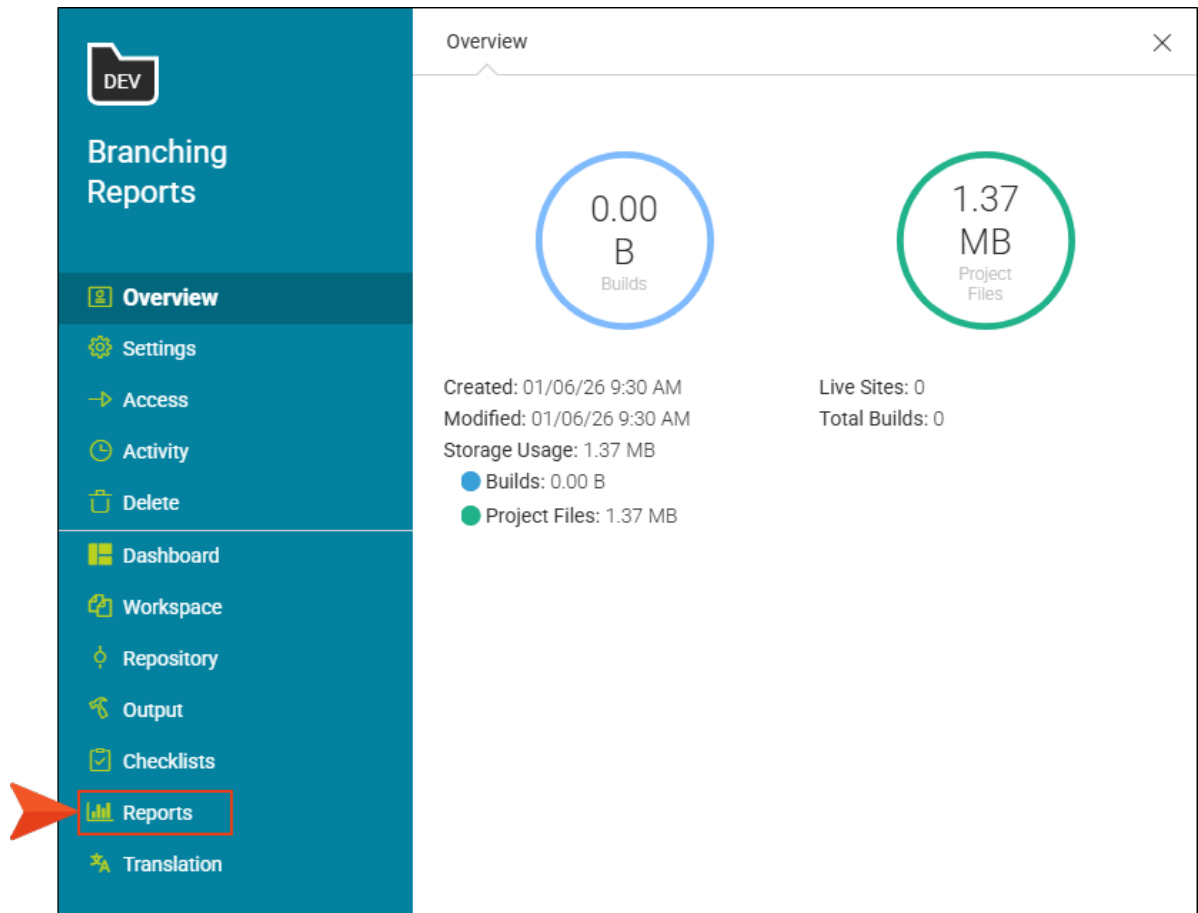 DEV
Branching
Reports
Overview
Settings
Access
Activity
Delete
Dashboard
Workspace
Repository
Output
Checklists
Reports
Translation
Overview
0.00
B
Builds
1.37
MB
Project
Files
Created: 01/06/26 9:30 AM
Modified: 01/06/26 9:30 AM
Storage Usage: 1.37 MB
Builds: 0.00 B
Project Files: 1.37 MB
Live Sites: 0
Total Builds: 0